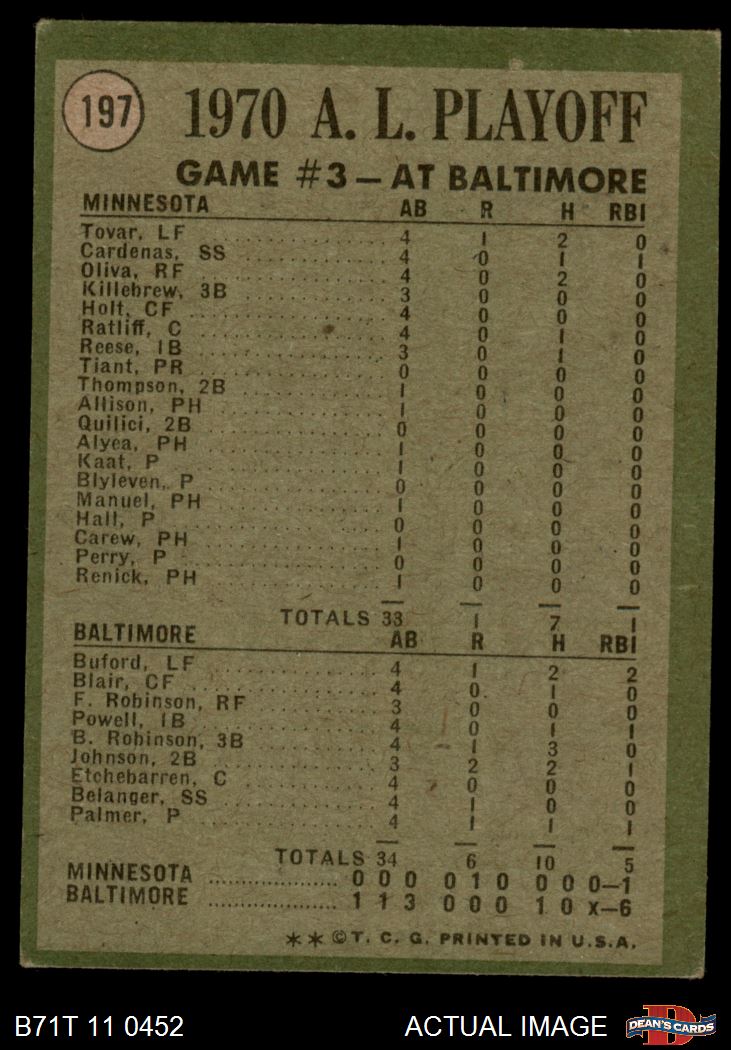 197
1970 A. L. PLAYOFF
GAME #3 – AT BALTIMORE
MINNESOTA AB R H RBI
Tovar, LF 4 1 2 0
Cardenas, SS 4 0 1 1
Oliva, RF 4 0 2 0
Killebrew, 3B 3 0 0 0
Holt, CF 4 0 0 0
Ratliff, C 4 0 1 0
Reese, 1B 3 0 1 0
Tiant, PR 0 0 0 0
Thompson, 2B 1 0 0 0
Allison, PH 1 0 0 0
Quilici, 2B 0 0 0 0
Alyea, PH 1 0 0 0
Kaat, P 1 0 0 0
Blyleven, P 0 0 0 0
Manuel, PH 1 0 0 0
Hall, P 0 0 0 0
Carew, PH 1 0 0 0
Perry, P 0 0 0 0
Renick, PH 1 0 0 0
TOTALS 33 1 7 1
BALTIMORE AB R H RBI
Buford, LF 4 1 2 2
Blair, CF 4 0 1 0
F. Robinson, RF 3 0 0 0
Powell, 1B 4 0 1 1
B. Robinson, 3B 4 1 3 0
Johnson, 2B 3 2 2 1
Etchebarren, C 4 0 0 0
Belanger, SS 4 1 0 0
Palmer, P 4 1 1 1
TOTALS 34 6 10 5
MINNESOTA 0 0 0 0 1 0 0 0 0–1
BALTIMORE 1 1 3 0 0 0 1 0 x–6
** © T. C. G. PRINTED IN U.S.A.
B71T 11 0452 ACTUAL IMAGE DEAN'S CARDS